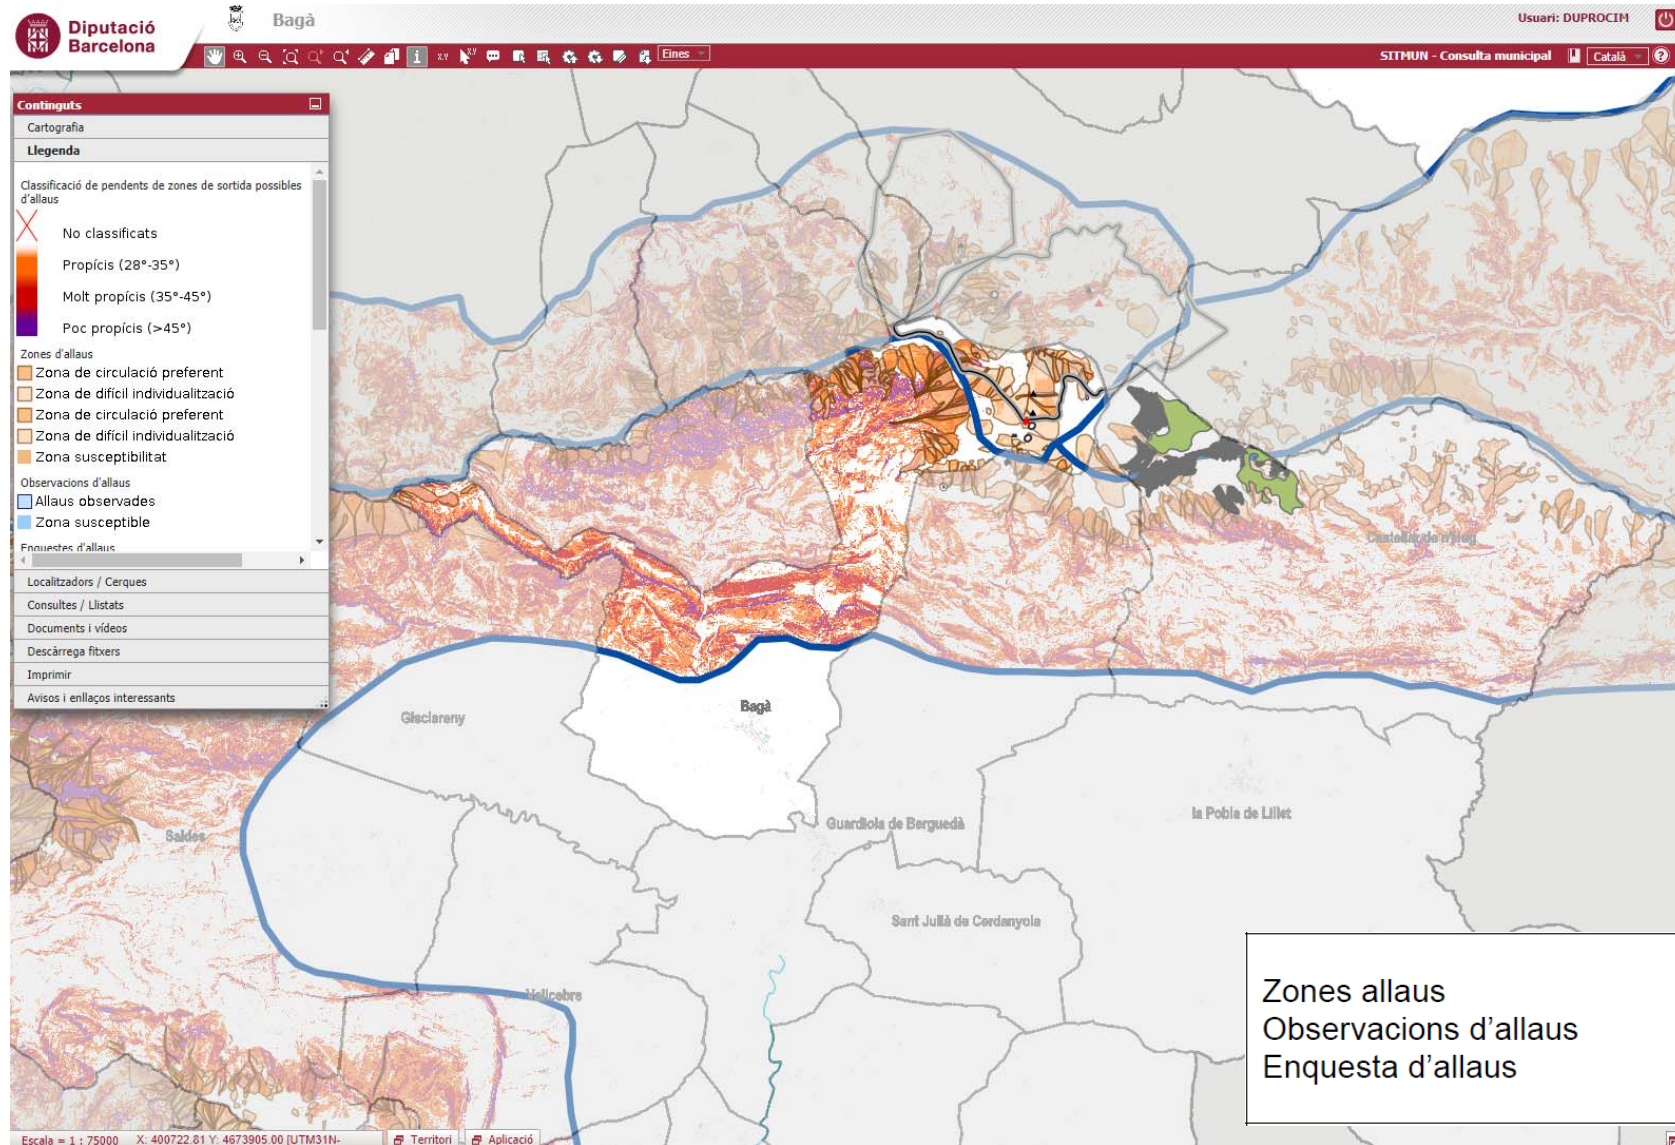 Diputació
Barcelona
Bagà
Usuari: DUPROCIM
Eines
SITMUN - Consulta municipal
Català
Continguts
Cartografia
Llegenda
Classificació de pendents de zones de sortida possibles
d'allaus
No classificats
Propícis (28°-35°)
Molt propícis (35°-45°)
Poc propícis (>45°)
Zones d'allaus
Zona de circulació preferent
Zona de difícil individualització
Zona de circulació preferent
Zona de difícil individualització
Zona susceptibilitat
Observacions d'allaus
Allaus observades
Zona susceptible
Enquestes d'allaus
Localitzadors / Cerques
Consultes / Llistats
Documents i vídeos
Descàrrega fitxers
Imprimir
Avisos i enllaços interessants
Castellar de n'Hug
Gisclareny
Bagà
Saldes
Guardiola de Berguedà
la Pobla de Lillet
Sant Julià de Cerdanyola
Vallcebre
Zones allaus
Observacions d'allaus
Enquesta d'allaus
Escala = 1 : 75000 X: 400722.81 Y: 4673905.00 [UTM31N-
Territori
Aplicació